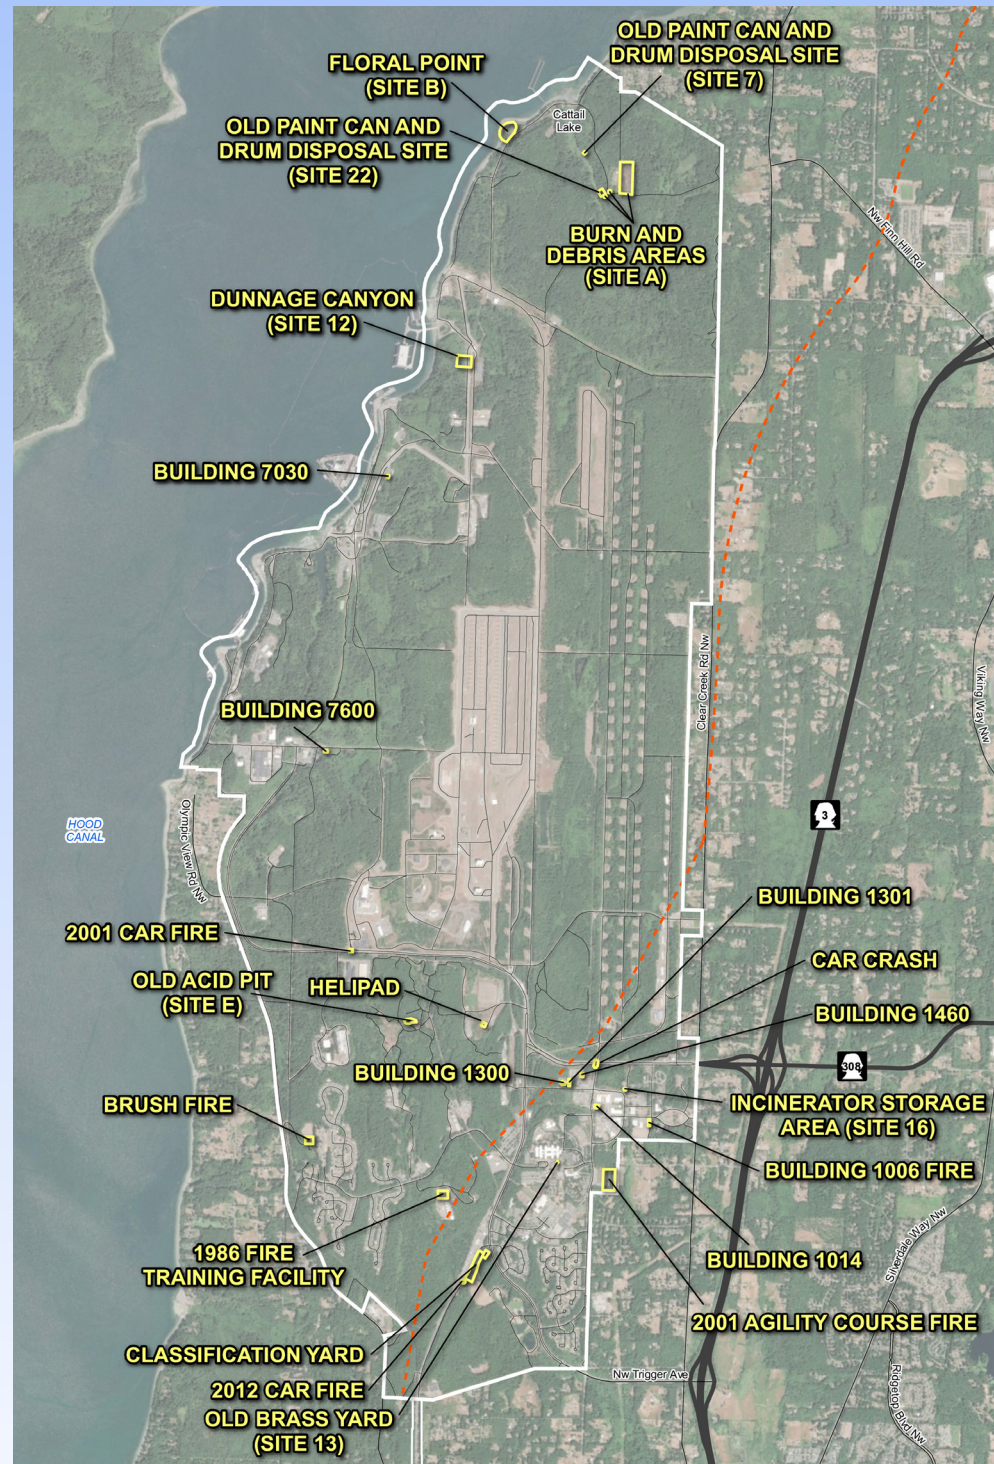 OLD PAINT CAN AND
DRUM DISPOSAL SITE
(SITE 7)
FLORAL POINT
(SITE B)
Cattail
Lake
OLD PAINT CAN AND
DRUM DISPOSAL SITE
(SITE 22)
Nw Finn Hill Rd
BURN AND
DEBRIS AREAS
(SITE A)
DUNNAGE CANYON
(SITE 12)
BUILDING 7030
Clear Creek Rd Nw
Viking Way Nw
BUILDING 7600
HOOD
CANAL
Olympic View Rd Nw
3
BUILDING 1301
2001 CAR FIRE
CAR CRASH
OLD ACID PIT
(SITE E)
HELIPAD
BUILDING 1460
BUILDING 1300
308
BRUSH FIRE
INCINERATOR STORAGE
AREA (SITE 16)
BUILDING 1006 FIRE
1986 FIRE
TRAINING FACILITY
BUILDING 1014
Silverdale Way Nw
2001 AGILITY COURSE FIRE
CLASSIFICATION YARD
Nw Trigger Ave
2012 CAR FIRE
Ridgetop Blvd Nw
OLD BRASS YARD
(SITE 13)